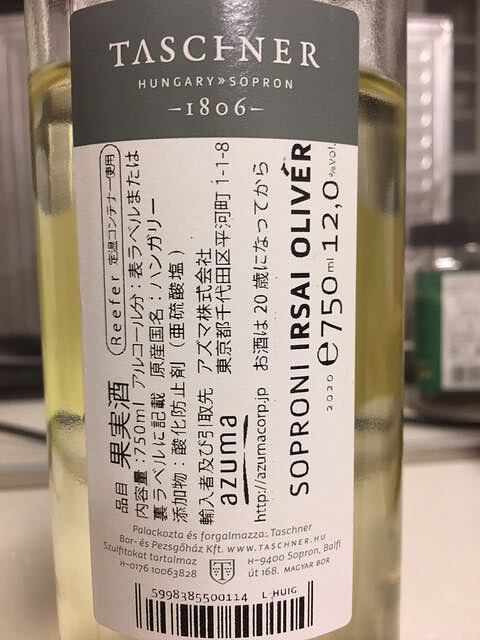 TASCHNER
HUNGARY»SOPRON
–1806–
Reefer 定温コンテナー使用
品目 果実酒
内容量:750ml アルコール分:表ラベルまたは
裏ラベルに記載 原産国名:ハンガリー
添加物:酸化防止剤(亜硫酸塩)
輸入者及び引取先 アズマ株式会社
東京都千代田区平河町1-1-8
azuma
http://azumacorp.jp お酒は20歳になってから
SOPRONI IRSAI OLIVÉR
2020 e750ml 12,0 %vol.
Palackozta és forgalmazza: Taschner
Bor- és Pezsgőház Kft. WWW.TASCHNER.HU
Szulfitokat tartalmaz H-9400 Sopron, Balfi
H-0176 10063828 út 168. MAGYAR BOR
5998385500114 L HUIG